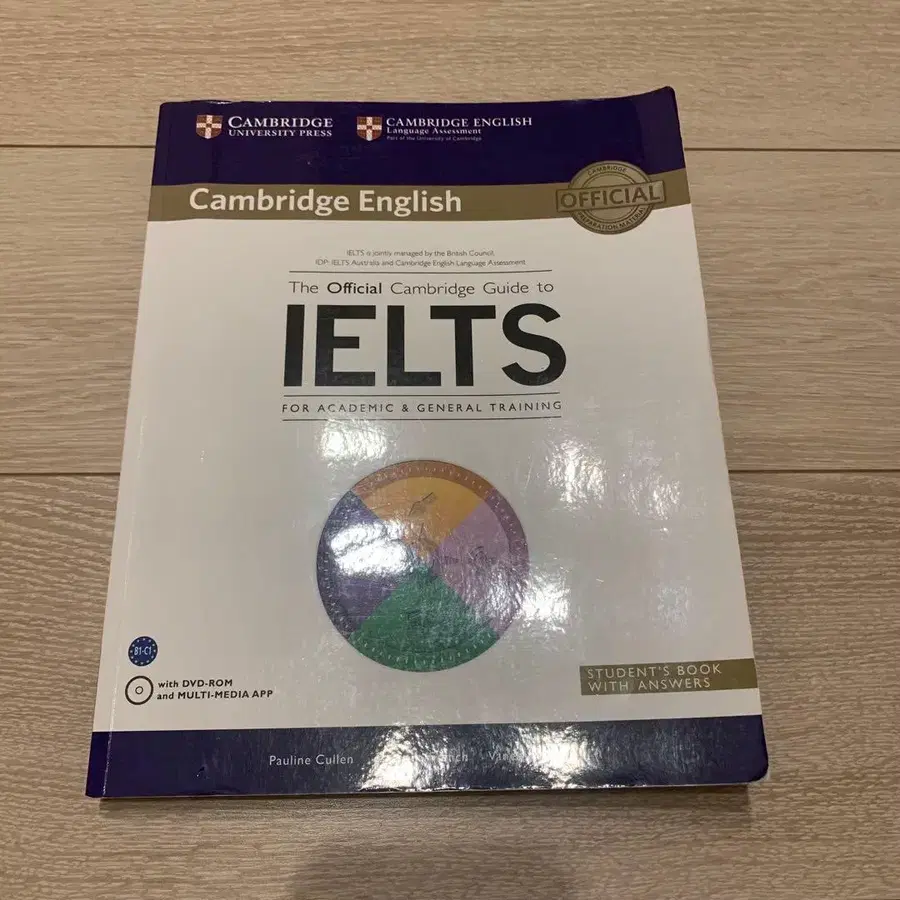 CAMBRIDGE
UNIVERSITY PRESS
CAMBRIDGE ENGLISH
Language Assessment
Part of the University of Cambridge
Cambridge English
CAMBRIDGE
OFFICIAL
PREPARATION MATERIAL
IELTS is jointly managed by the British Council,
IDP: IELTS Australia and Cambridge English Language Assessment
The Official Cambridge Guide to
IELTS
FOR ACADEMIC & GENERAL TRAINING
B1-C1
with DVD-ROM
and MULTI-MEDIA APP
STUDENT'S BOOK
WITH ANSWERS
Pauline Cullen